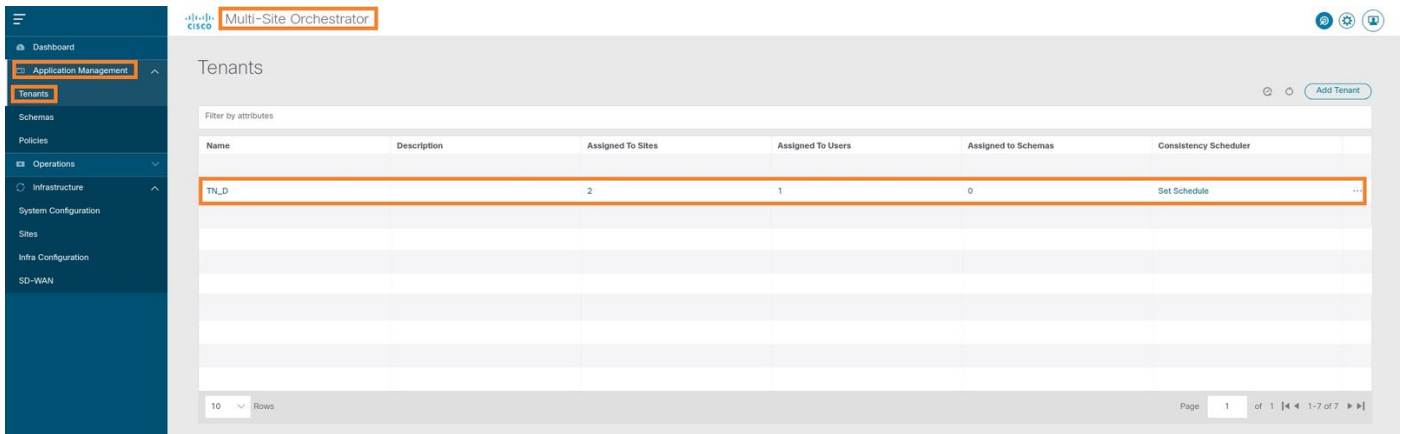 CISCO Multi-Site Orchestrator
Dashboard
Application Management
Tenants
Schemas
Policies
Operations
Infrastructure
System Configuration
Sites
Infra Configuration
SD-WAN
Tenants
Add Tenant
Filter by attributes
Name Description Assigned To Sites Assigned To Users Assigned to Schemas Consistency Scheduler
TN_D 2 1 0 Set Schedule ...
10 Rows Page 1 of 1 1-7 of 7